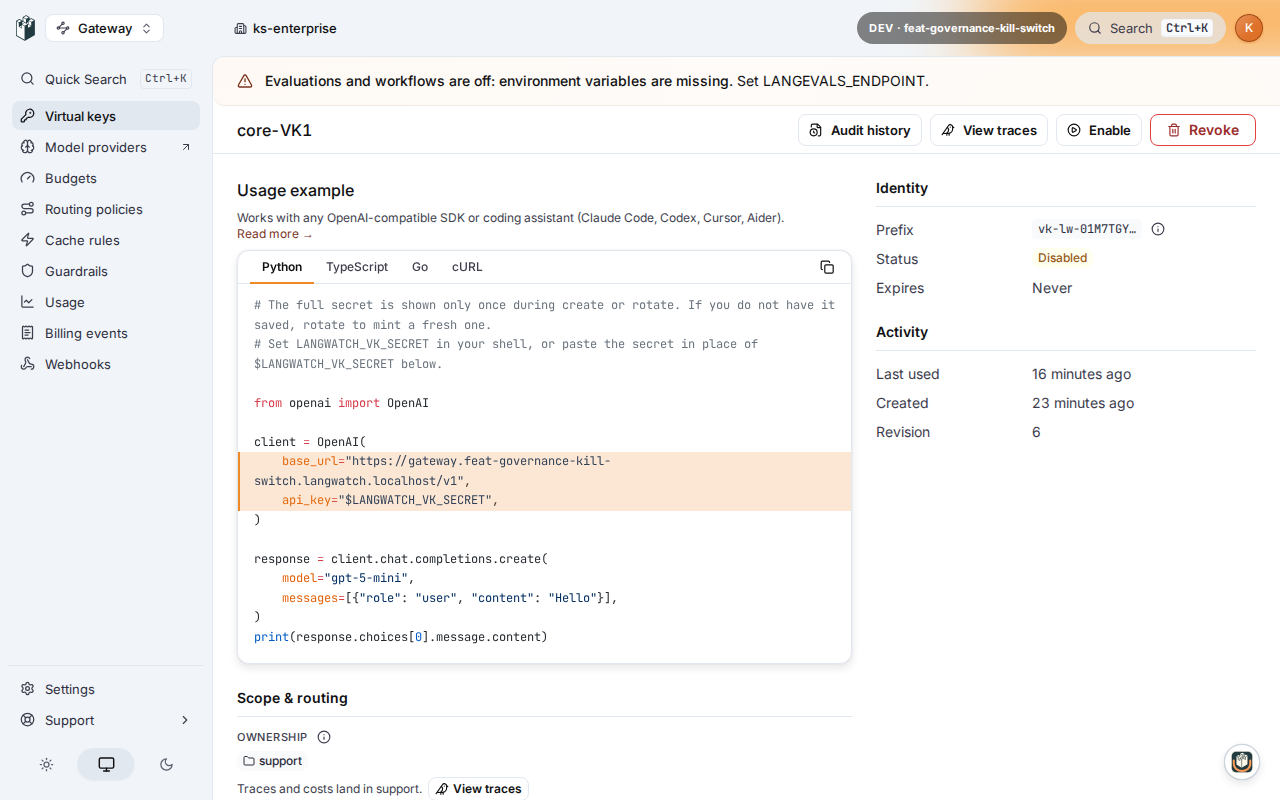 Gateway
ks-enterprise
DEV · feat-governance-kill-switch
Search Ctrl+K
K
Quick Search Ctrl+K
Virtual keys
Model providers
Budgets
Routing policies
Cache rules
Guardrails
Usage
Billing events
Webhooks
Settings
Support
Evaluations and workflows are off: environment variables are missing. Set LANGEVALS_ENDPOINT.
core-VK1
Audit history
View traces
Enable
Revoke
Usage example
Works with any OpenAI-compatible SDK or coding assistant (Claude Code, Codex, Cursor, Aider).
Read more →
Python TypeScript Go cURL
# The full secret is shown only once during create or rotate. If you do not have it
saved, rotate to mint a fresh one.
# Set LANGWATCH_VK_SECRET in your shell, or paste the secret in place of
$LANGWATCH_VK_SECRET below.
from openai import OpenAI
client = OpenAI(
base_url="https://gateway.feat-governance-kill-
switch.langwatch.localhost/v1",
api_key="$LANGWATCH_VK_SECRET",
)
response = client.chat.completions.create(
model="gpt-5-mini",
messages=[{"role": "user", "content": "Hello"}],
)
print(response.choices[0].message.content)
Scope & routing
OWNERSHIP
support
Traces and costs land in support. View traces
Identity
Prefix vk-lw-01M7TGY…
Status Disabled
Expires Never
Activity
Last used 16 minutes ago
Created 23 minutes ago
Revision 6